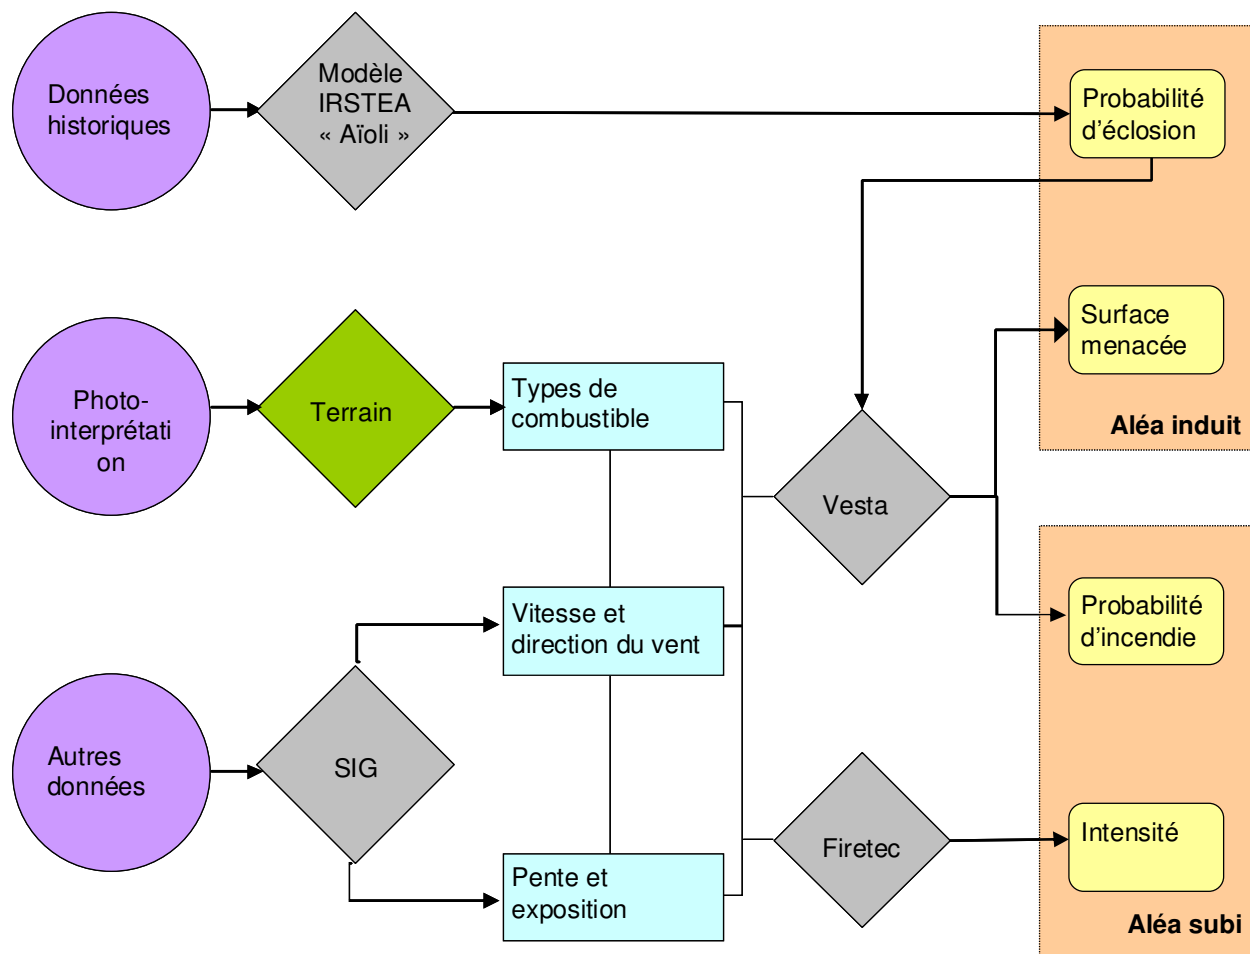 Données
historiques
Modèle
IRSTEA
« Aïoli »
Probabilité
d'éclosion
Surface
menacée
Aléa induit
Photo-
interprétati
on
Terrain
Types de
combustible
Vesta
Vitesse et
direction du vent
Probabilité
d'incendie
Autres
données
SIG
Pente et
exposition
Firetec
Intensité
Aléa subi